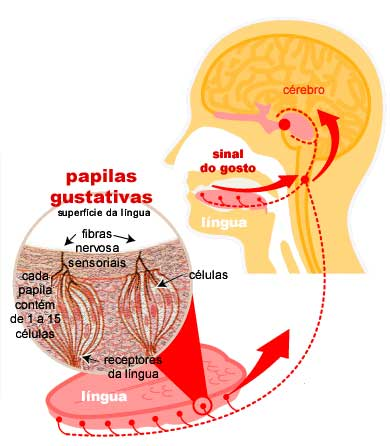 cérebro
sinal
do gosto
língua
papilas
gustativas
superfície da língua
fibras
nervosa
sensoriais
células
cada
papila
contém
de 1 a 15
células
receptores
da língua
língua